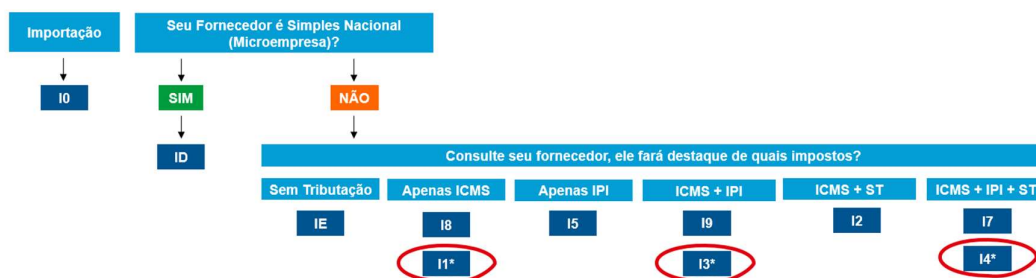 Importação
Seu Fornecedor é Simples Nacional
(Microempresa)?
I0
SIM
NÃO
ID
Consulte seu fornecedor, ele fará destaque de quais impostos?
Sem Tributação
Apenas ICMS
Apenas IPI
ICMS + IPI
ICMS + ST
ICMS + IPI + ST
IE
I8
I5
I9
I2
I7
I1*
I3*
I4*